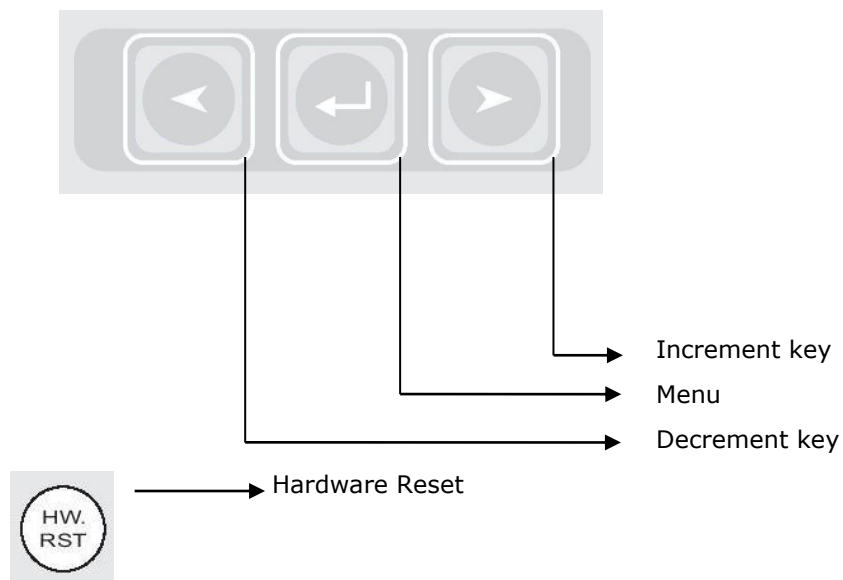 Increment key
Menu
Decrement key
Hardware Reset
HW.
RST